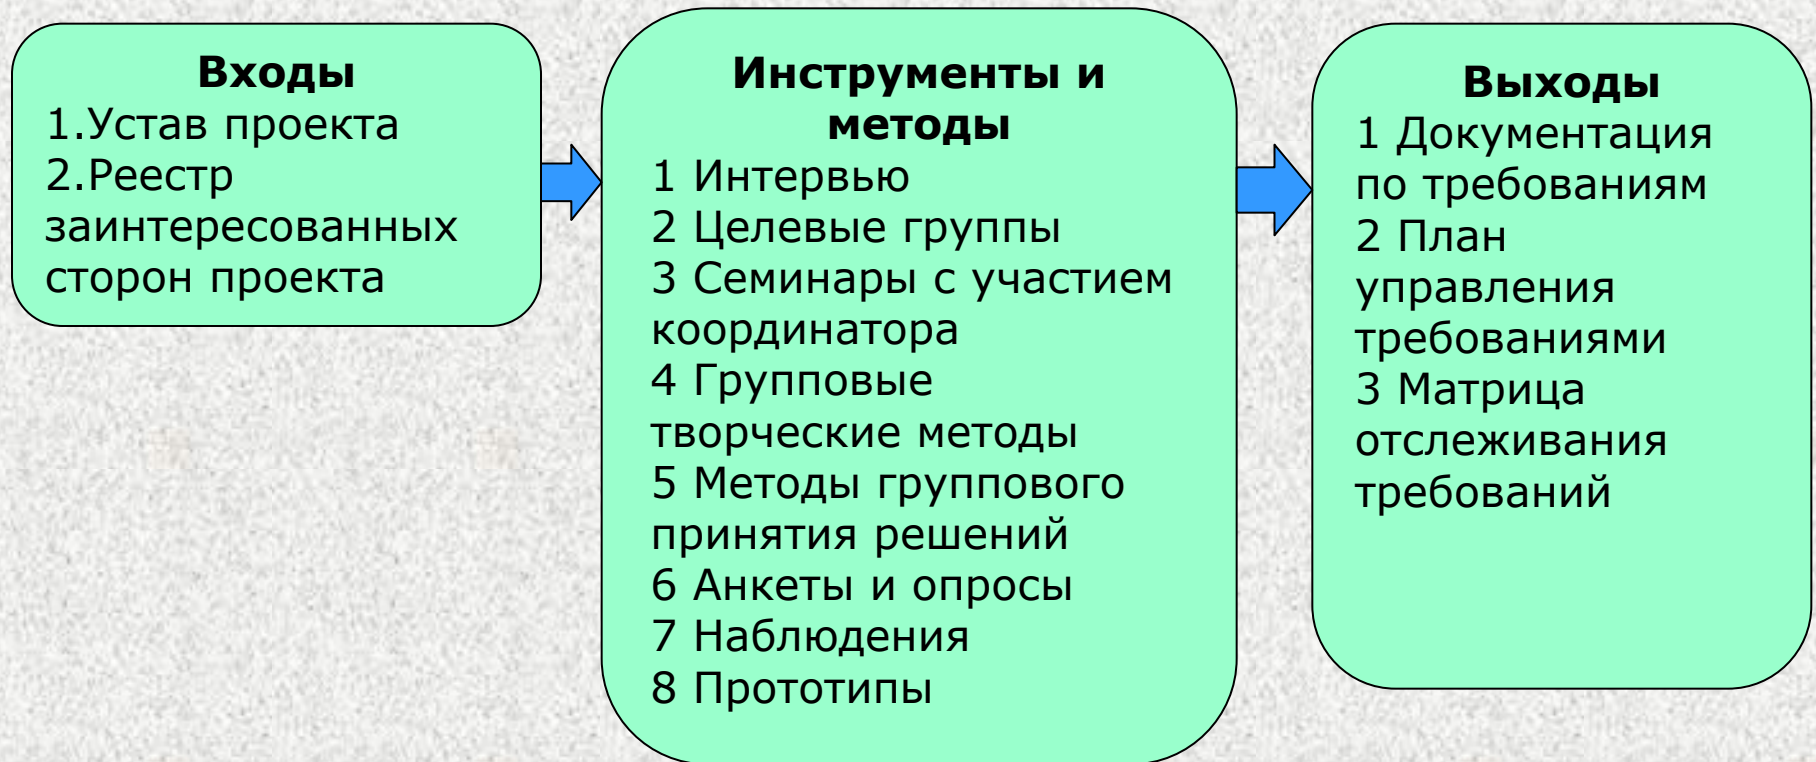 Входы
1.Устав проекта
2.Реестр
заинтересованных
сторон проекта
Инструменты и
методы
1 Интервью
2 Целевые группы
3 Семинары с участием
координатора
4 Групповые
творческие методы
5 Методы группового
принятия решений
6 Анкеты и опросы
7 Наблюдения
8 Прототипы
Выходы
1 Документация
по требованиям
2 План
управления
требованиями
3 Матрица
отслеживания
требований